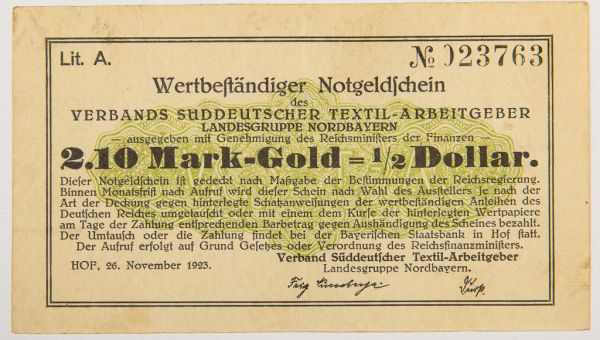 Lit. A.
№ 023763
Wertbeständiger Notgeldschein
des
VERBANDS SÜDDEUTSCHER TEXTIL-ARBEITGEBER
LANDESGRUPPE NORDBAYERN
— ausgegeben mit Genehmigung des Reichsministers der Finanzen
2.10 Mark-Gold = 1/2 Dollar.
Dieser Notgeldschein ist gedeckt nach Maßgabe der Bestimmungen der Reichsregierung.
Binnen Monatsfrist nach Aufruf wird dieser Schein nach Wahl des Ausstellers je nach der
Art der Deckung gegen hinterlegte Schatzanweisungen der wertbeständigen Anleihen des
Deutschen Reiches umgetauscht oder mit einem dem Kurse der hinterlegten Wertpapiere
am Tage der Zahlung entsprechenden Barbetrag gegen Aushändigung des Scheines bezahlt.
Der Umtausch oder die Zahlung findet bei der Bayerischen Staatsbank in Hof statt.
Der Aufruf erfolgt auf Grund Gesetzes oder Verordnung des Reichsfinanzministers.
HOF, 26. November 1923.
Verband Süddeutscher Textil-Arbeitgeber
Landesgruppe Nordbayern.